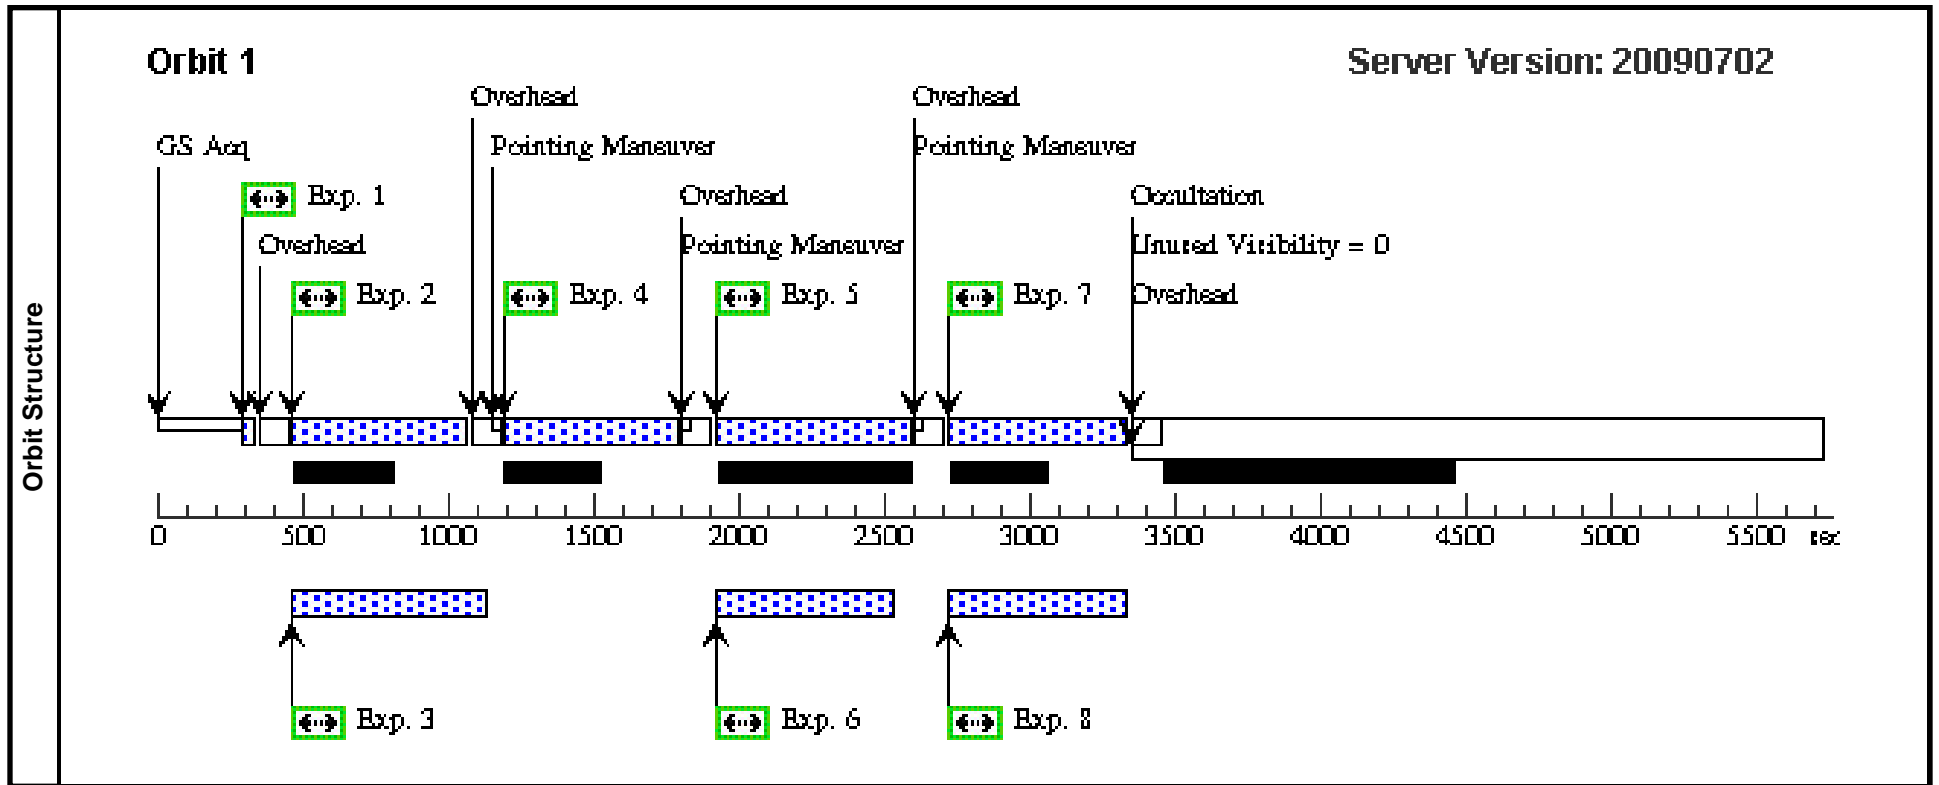 Orbit Structure
Orbit 1
Server Version: 20090702
Overhead
Overhead
GS Acq
Pointing Maneuver
Pointing Maneuver
Exp. 1
Overhead
Occultation
Overhead
Pointing Maneuver
Unused Visibility = 0
Exp. 2
Exp. 4
Exp. 5
Exp. 7
Overhead
0 500 1000 1500 2000 2500 3000 3500 4000 4500 5000 5500 sec
Exp. 3
Exp. 6
Exp. 8